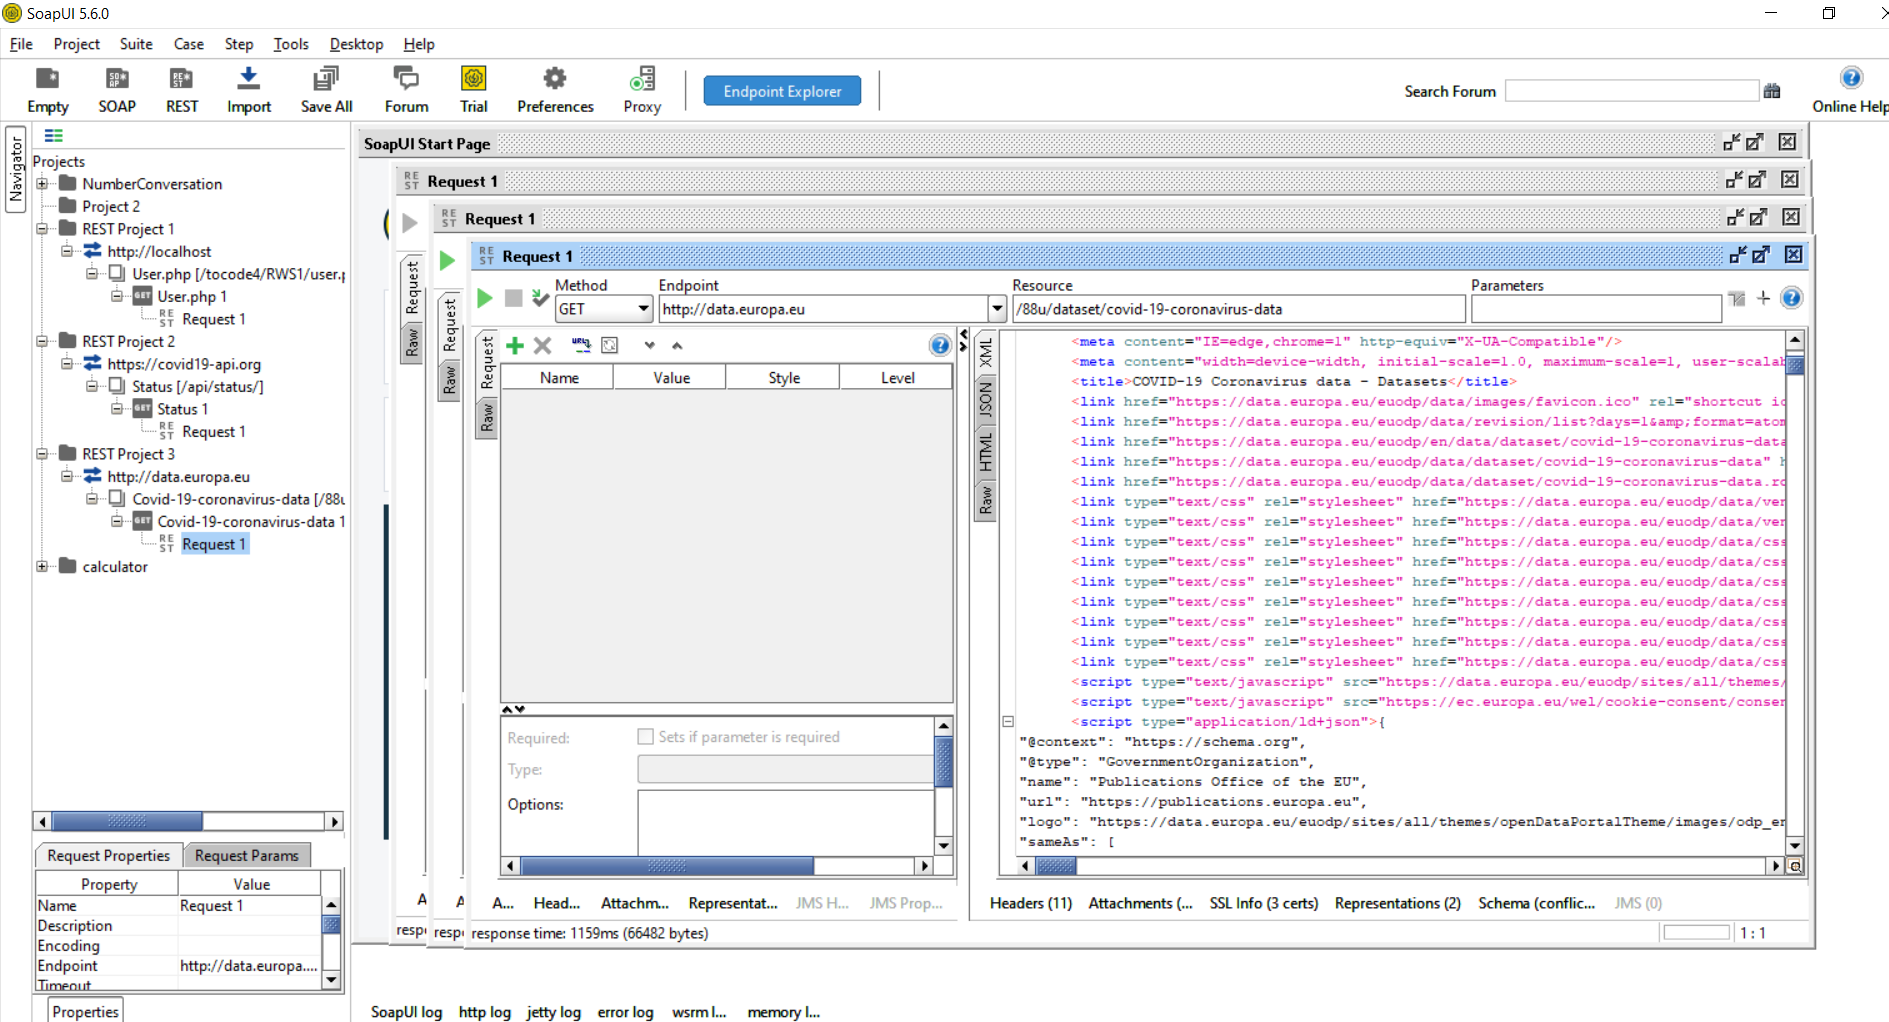 SoapUI 5.6.0
File Project Suite Case Step Tools Desktop Help
Empty SOAP REST Import Save All Forum Trial Preferences Proxy Endpoint Explorer Search Forum Online Help
Navigator
Projects
NumberConversation
Project 2
REST Project 1
http://localhost
User.php [/tocode4/RWS1/user.p
GET User.php 1
REST Request 1
REST Project 2
https://covid19-api.org
Status [/api/status/]
GET Status 1
REST Request 1
REST Project 3
http://data.europa.eu
Covid-19-coronavirus-data [/88u
GET Covid-19-coronavirus-data 1
REST Request 1
calculator
Request Properties Request Params
Property Value
Name Request 1
Description
Encoding
Endpoint http://data.europa....
Timeout
Properties
SoapUI Start Page
REST Request 1
REST Request 1
REST Request 1
Request
Raw
Request
Raw
Method Endpoint Resource Parameters
GET http://data.europa.eu /88u/dataset/covid-19-coronavirus-data
Request
Raw
URL
Name Value Style Level
Required: Sets if parameter is required
Type:
Options:
A... Head... Attachm... Representat... JMS H... JMS Prop...
XML
JSON
HTML
Raw
<meta content="IE=edge,chrome=1" http-equiv="X-UA-Compatible"/>
<meta content="width=device-width, initial-scale=1.0, maximum-scale=1, user-scalab
<title>COVID-19 Coronavirus data - Datasets</title>
<link href="https://data.europa.eu/euodp/data/images/favicon.ico" rel="shortcut ic
<link href="https://data.europa.eu/euodp/data/revision/list?days=1&amp;format=atom
<link href="https://data.europa.eu/euodp/en/data/dataset/covid-19-coronavirus-data
<link href="https://data.europa.eu/euodp/data/dataset/covid-19-coronavirus-data" h
<link href="https://data.europa.eu/euodp/data/dataset/covid-19-coronavirus-data.rd
<link type="text/css" rel="stylesheet" href="https://data.europa.eu/euodp/data/ven
<link type="text/css" rel="stylesheet" href="https://data.europa.eu/euodp/data/ven
<link type="text/css" rel="stylesheet" href="https://data.europa.eu/euodp/data/css
<link type="text/css" rel="stylesheet" href="https://data.europa.eu/euodp/data/css
<link type="text/css" rel="stylesheet" href="https://data.europa.eu/euodp/data/css
<link type="text/css" rel="stylesheet" href="https://data.europa.eu/euodp/data/css
<link type="text/css" rel="stylesheet" href="https://data.europa.eu/euodp/data/css
<link type="text/css" rel="stylesheet" href="https://data.europa.eu/euodp/data/css
<link type="text/css" rel="stylesheet" href="https://data.europa.eu/euodp/data/css
<script type="text/javascript" src="https://data.europa.eu/euodp/sites/all/themes/
<script type="text/javascript" src="https://ec.europa.eu/wel/cookie-consent/consen
<script type="application/ld+json">{
"@context": "https://schema.org",
"@type": "GovernmentOrganization",
"name": "Publications Office of the EU",
"url": "https://publications.europa.eu",
"logo": "https://data.europa.eu/euodp/sites/all/themes/openDataPortalTheme/images/odp_en
"sameAs": [
Headers (11) Attachments (... SSL Info (3 certs) Representations (2) Schema (conflic... JMS (0)
A
respo
A
resp
response time: 1159ms (66482 bytes)
1 : 1
SoapUI log http log jetty log error log wsrm l... memory l...